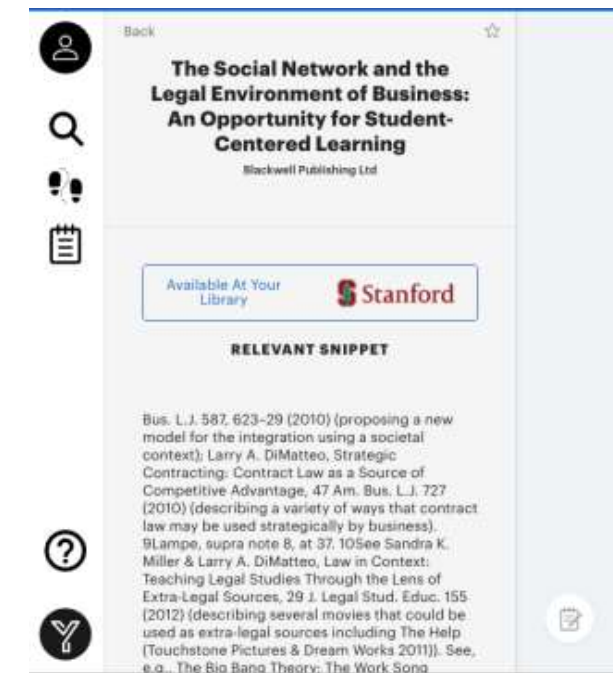 Back
The Social Network and the
Legal Environment of Business:
An Opportunity for Student-
Centered Learning
Blackwell Publishing Ltd
Available At Your
Library
Stanford
RELEVANT SNIPPET
Bus. L.J. 587, 623–29 (2010) (proposing a new
model for the integration using a societal
context); Larry A. DiMatteo, Strategic
Contracting: Contract Law as a Source of
Competitive Advantage, 47 Am. Bus. L.J. 727
(2010) (describing a variety of ways that contract
law may be used strategically by business).
9Lampe, supra note 8, at 37. 10See Sandra K.
Miller & Larry A. DiMatteo, Law in Context:
Teaching Legal Studies Through the Lens of
Extra-Legal Sources, 29 J. Legal Stud. Educ. 155
(2012) (describing several movies that could be
used as extra-legal sources including The Help
(Touchstone Pictures & Dream Works 2011)). See,
e.g., The Big Bang Theory: The Work Song